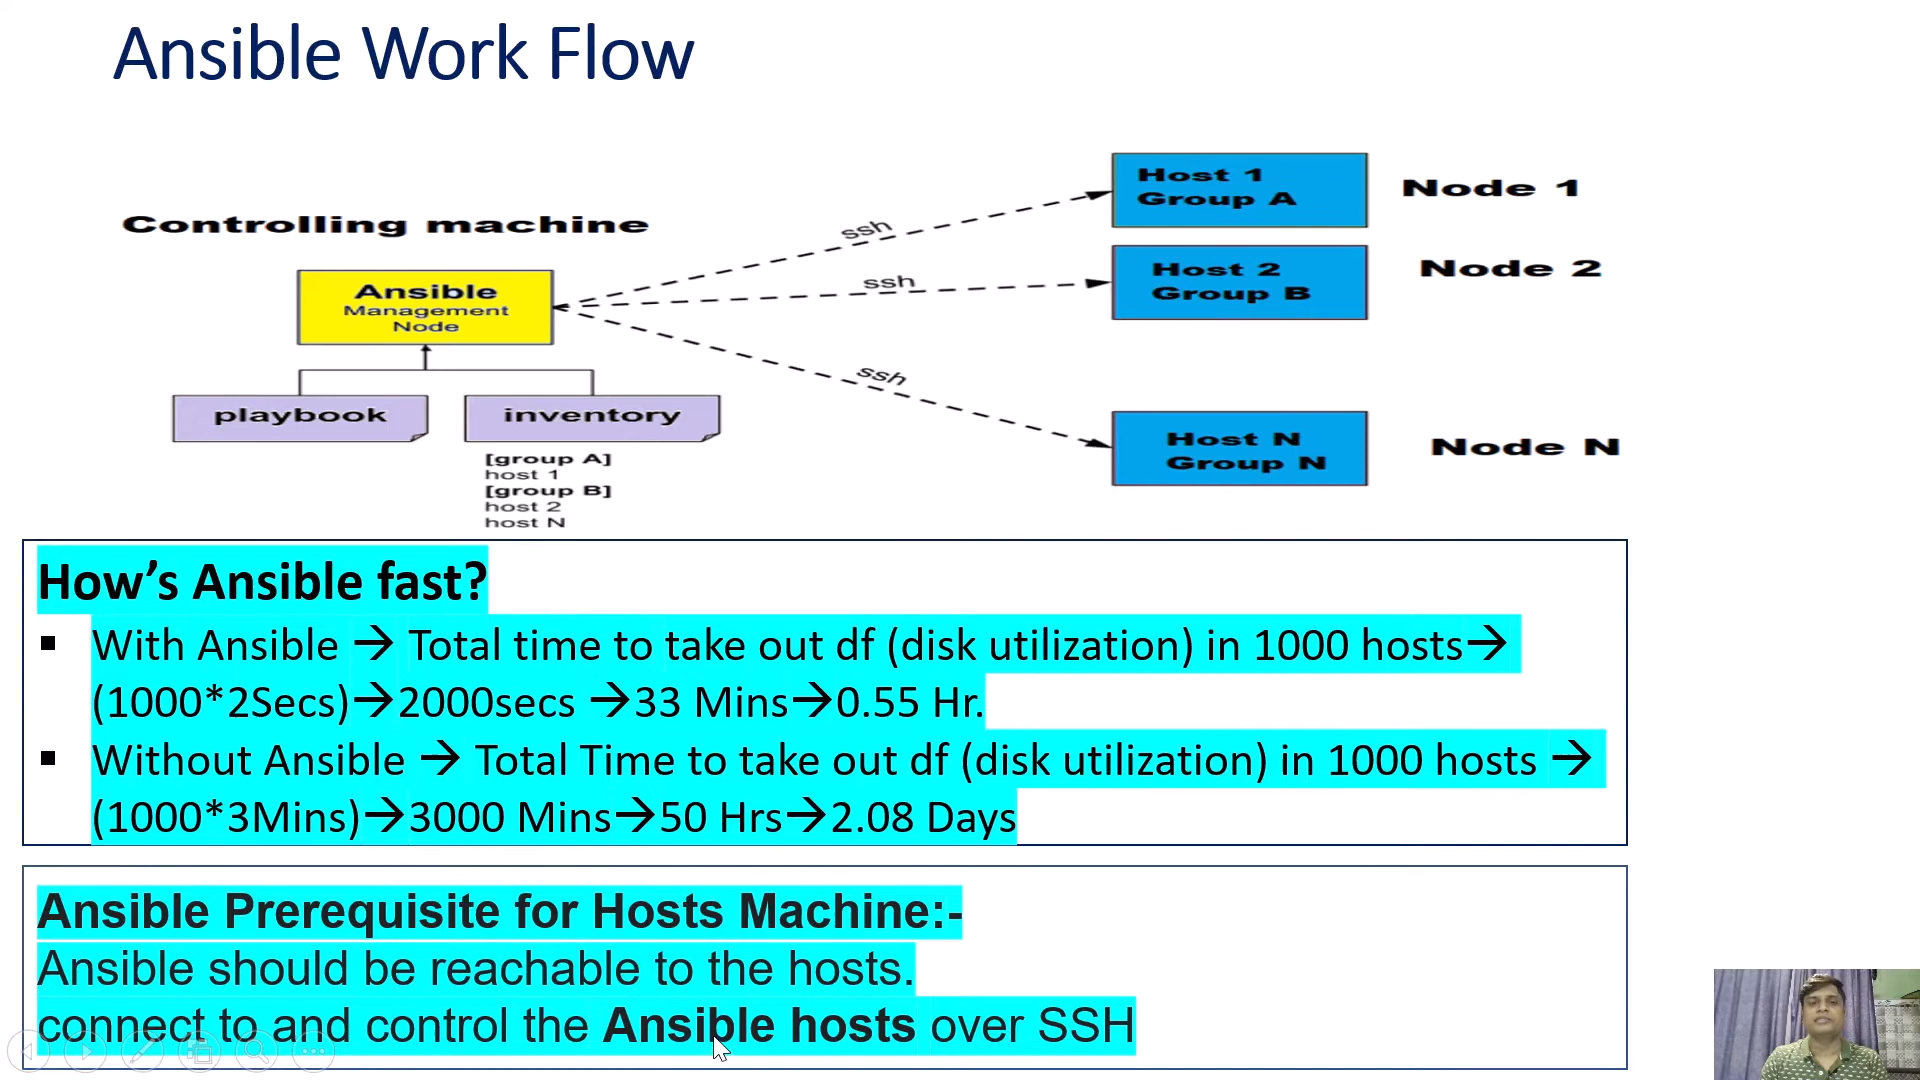 Ansible Work Flow
Controlling machine
Ansible
Management
Node
playbook
inventory
[group A]
host 1
[group B]
host 2
host N
ssh
ssh
ssh
Host 1
Group A
Node 1
Host 2
Group B
Node 2
Host N
Group N
Node N
How’s Ansible fast?
▪ With Ansible → Total time to take out df (disk utilization) in 1000 hosts→
(1000*2Secs)→2000secs →33 Mins→0.55 Hr.
▪ Without Ansible → Total Time to take out df (disk utilization) in 1000 hosts →
(1000*3Mins)→3000 Mins→50 Hrs→2.08 Days
Ansible Prerequisite for Hosts Machine:-
Ansible should be reachable to the hosts.
connect to and control the Ansible hosts over SSH